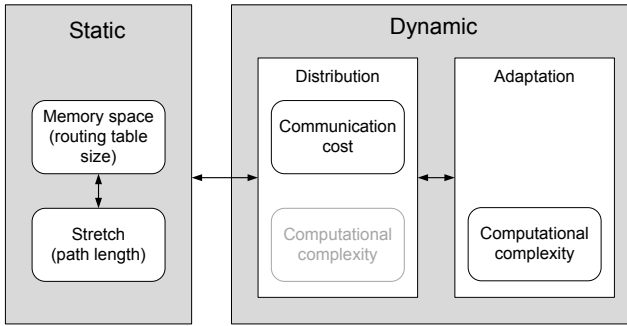 Static
Memory space
(routing table
size)
Stretch
(path length)
Dynamic
Distribution
Communication
cost
Computational
complexity
Adaptation
Computational
complexity